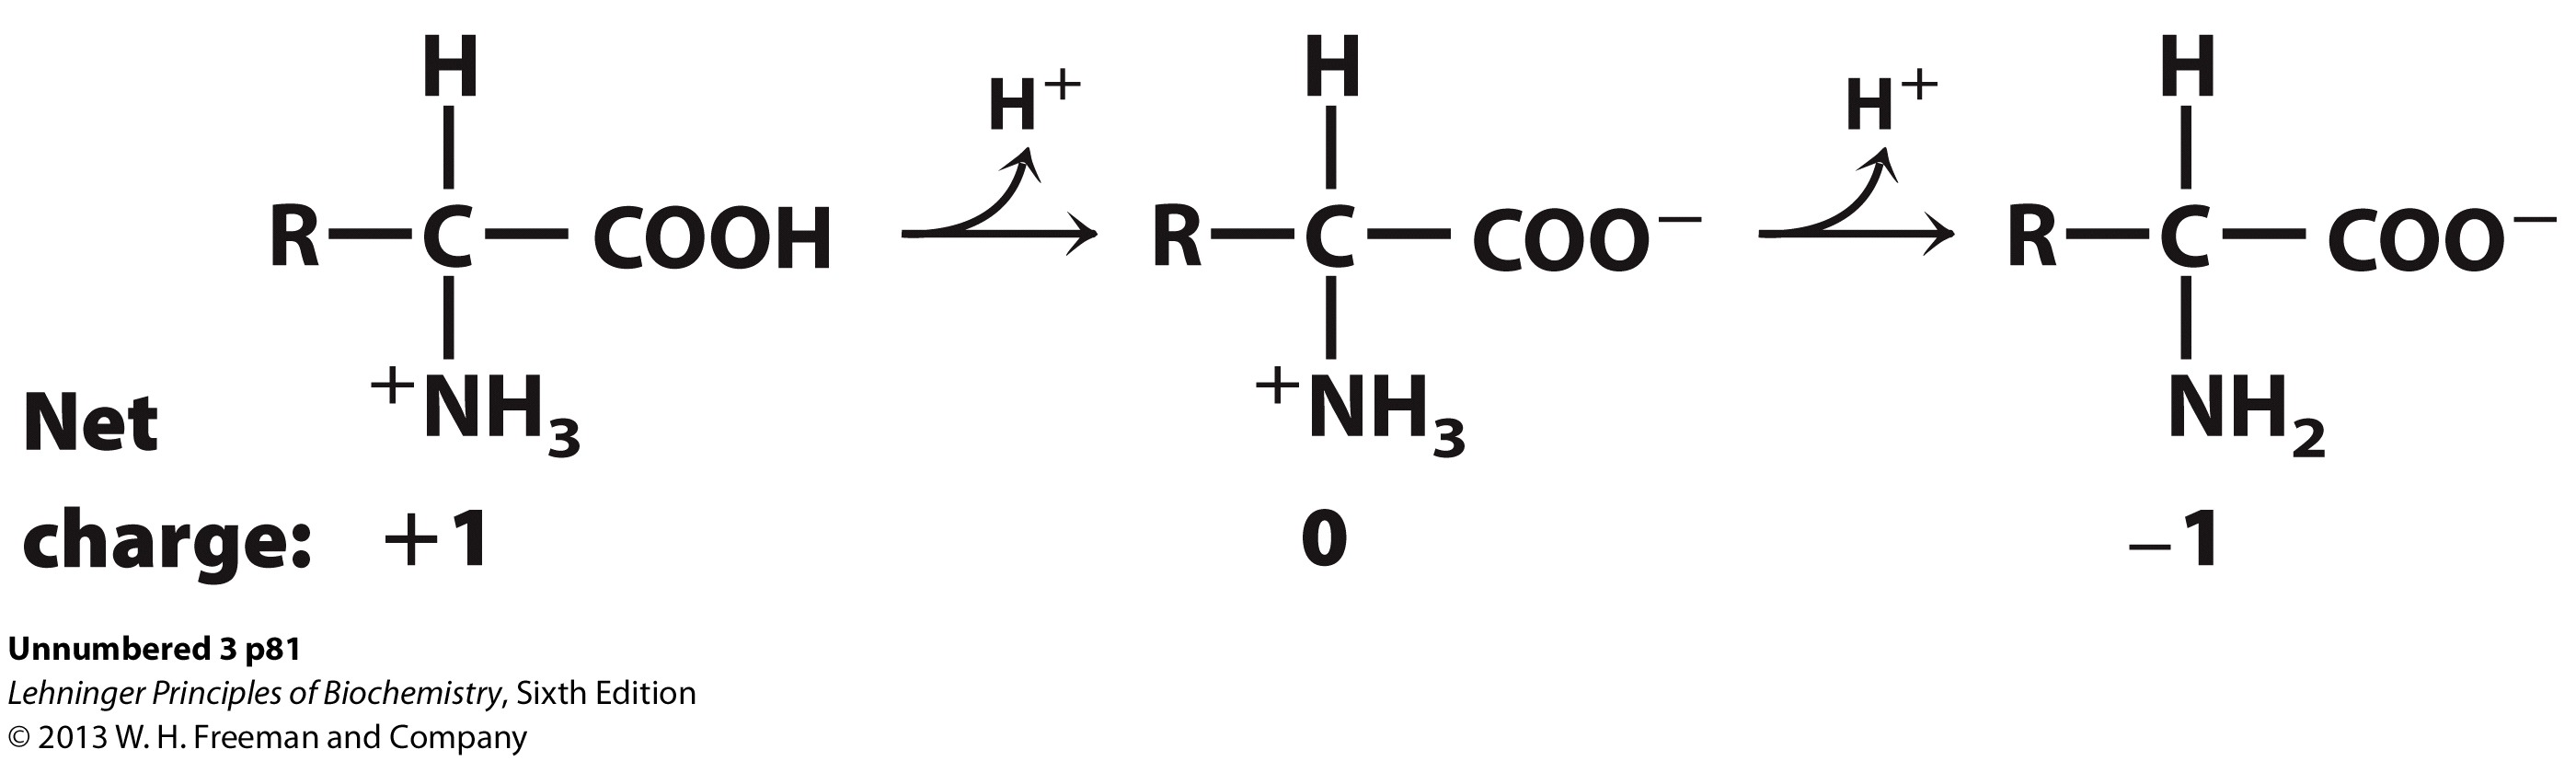 H H H
H⁺ H⁺
R—C—COOH R—C—COO⁻ R—C—COO⁻
⁺NH₃ ⁺NH₃ NH₂
Net
charge: +1 0 –1
Unnumbered 3 p81
Lehninger Principles of Biochemistry, Sixth Edition
© 2013 W. H. Freeman and Company